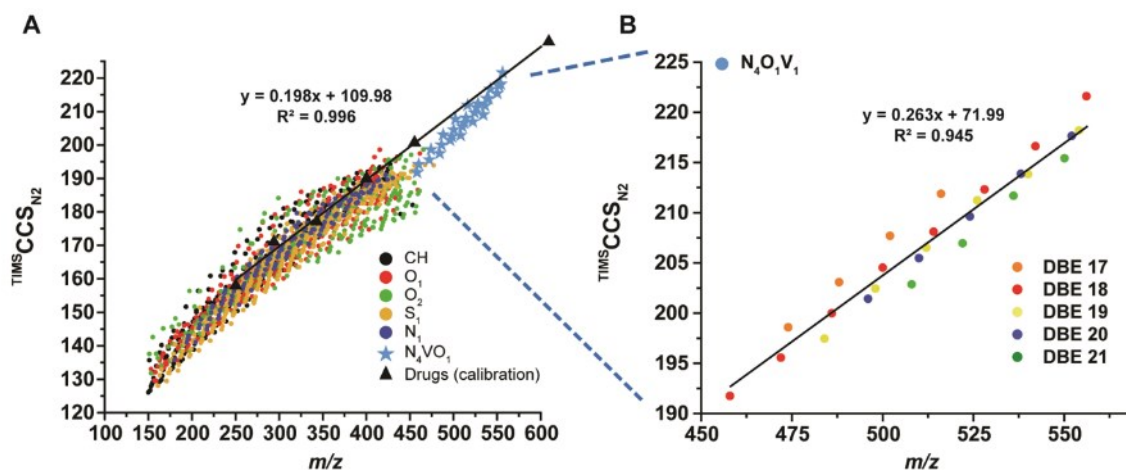 A
TIMSCCSN2
220
210
200
190
180
170
160
150
140
130
120
100 150 200 250 300 350 400 450 500 550 600
m/z
y = 0.198x + 109.98
R² = 0.996
CH
O1
O2
S1
N1
N4VO1
Drugs (calibration)
B
TIMSCCSN2
225
220
215
210
205
200
195
190
450 475 500 525 550
m/z
N4O1V1
y = 0.263x + 71.99
R² = 0.945
DBE 17
DBE 18
DBE 19
DBE 20
DBE 21